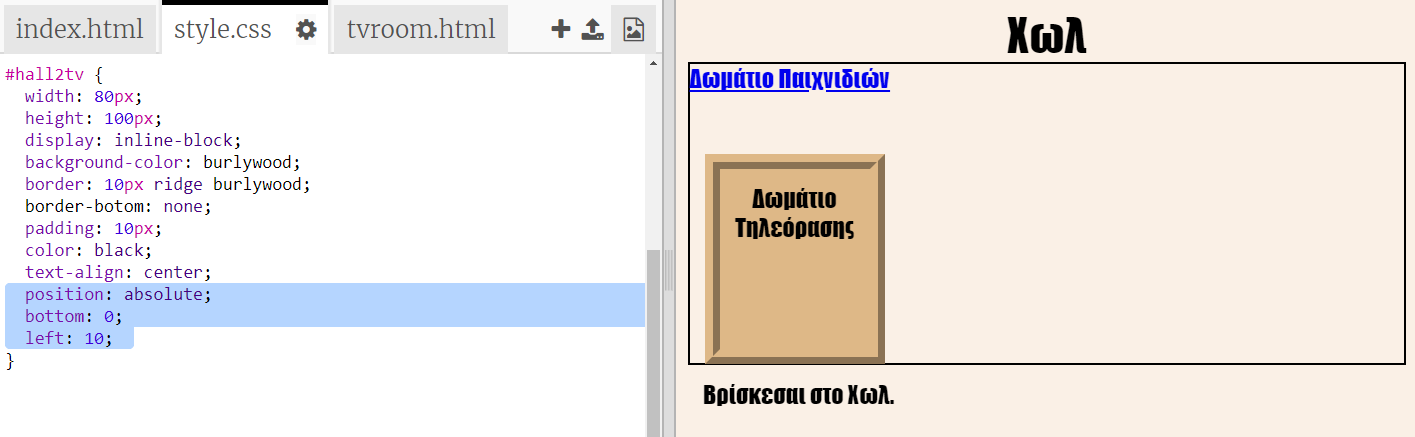 index.html style.css tvroom.html
#hall2tv {
width: 80px;
height: 100px;
display: inline-block;
background-color: burlywood;
border: 10px ridge burlywood;
border-botom: none;
padding: 10px;
color: black;
text-align: center;
position: absolute;
bottom: 0;
left: 10;
}
Χωλ
Δωμάτιο Παιχνιδιών
Δωμάτιο
Τηλεόρασης
Βρίσκεσαι στο Χωλ.